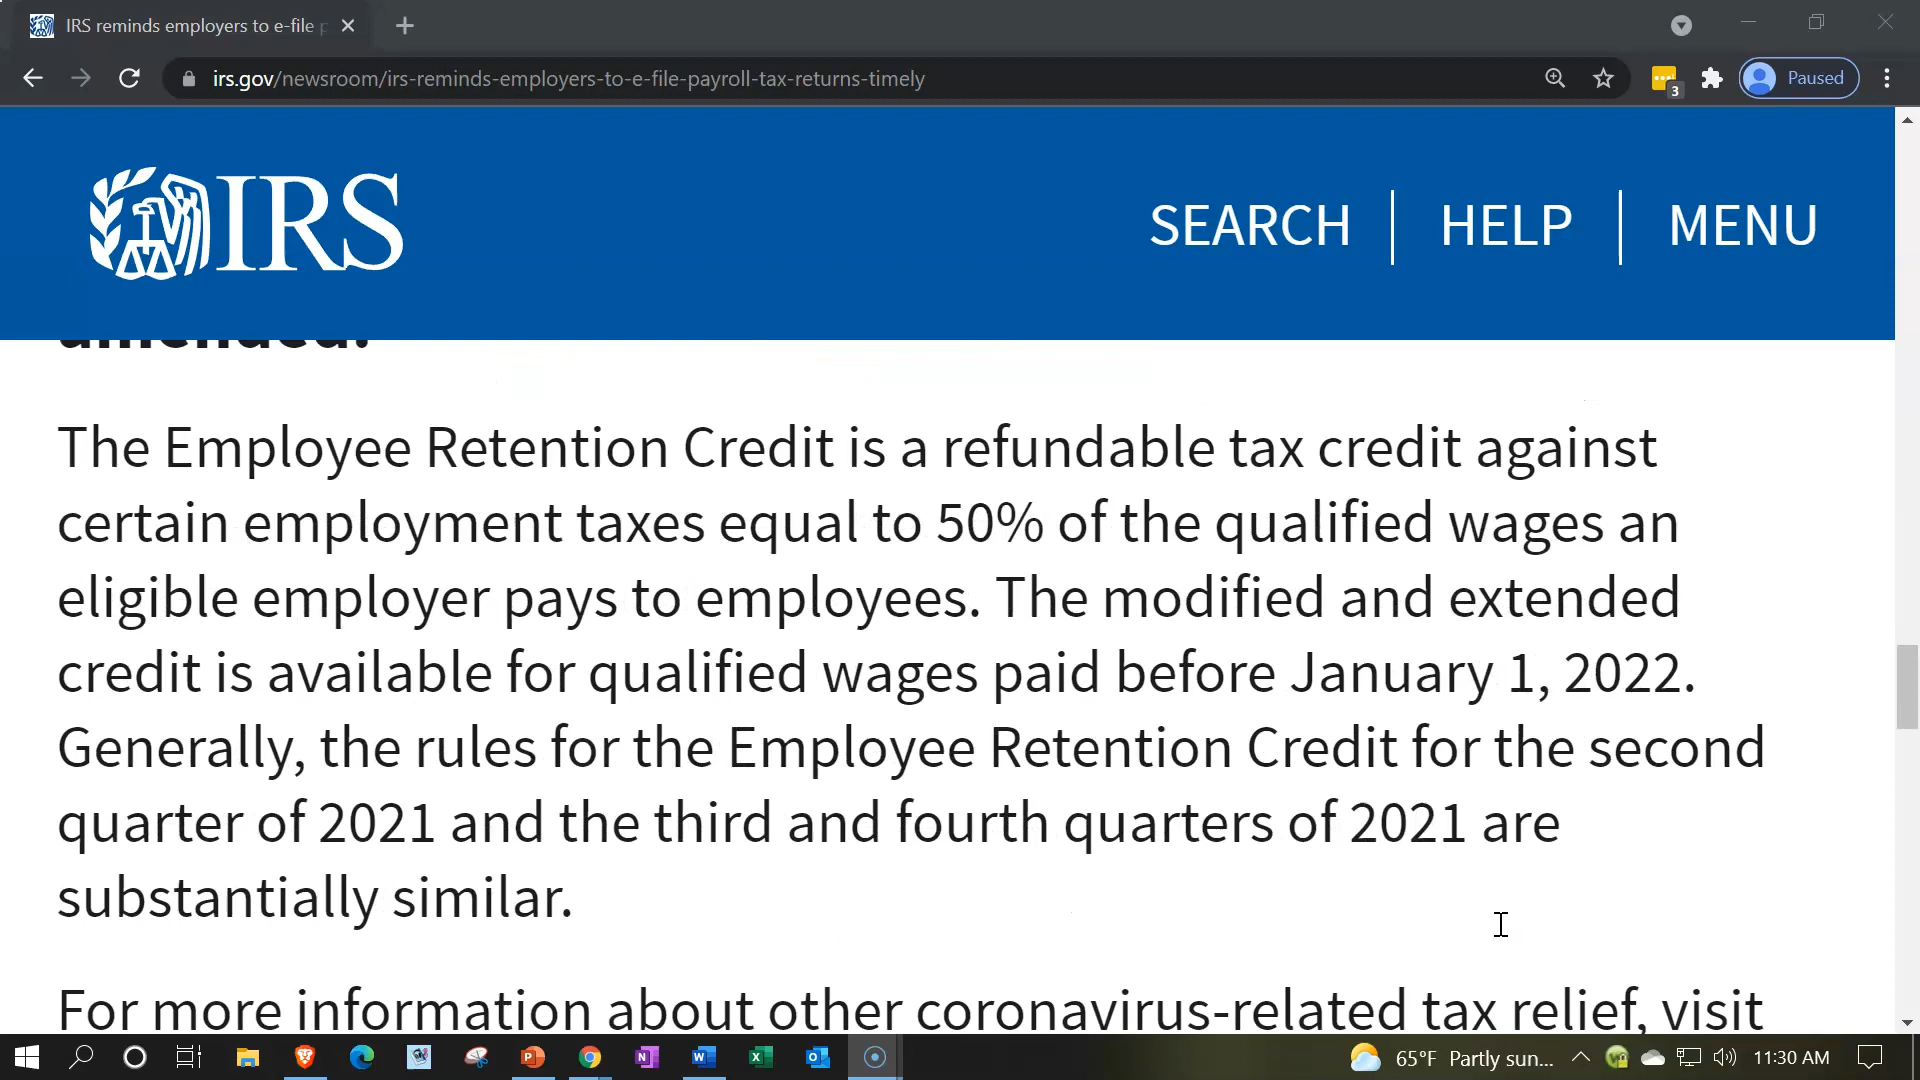 IRS reminds employers to e-file p
irs.gov/newsroom/irs-reminds-employers-to-e-file-payroll-tax-returns-timely
3
Paused
IRS
SEARCH
HELP
MENU
amended.
The Employee Retention Credit is a refundable tax credit against
certain employment taxes equal to 50% of the qualified wages an
eligible employer pays to employees. The modified and extended
credit is available for qualified wages paid before January 1, 2022.
Generally, the rules for the Employee Retention Credit for the second
quarter of 2021 and the third and fourth quarters of 2021 are
substantially similar.
For more information about other coronavirus-related tax relief, visit
65°F Partly sun...
11:30 AM